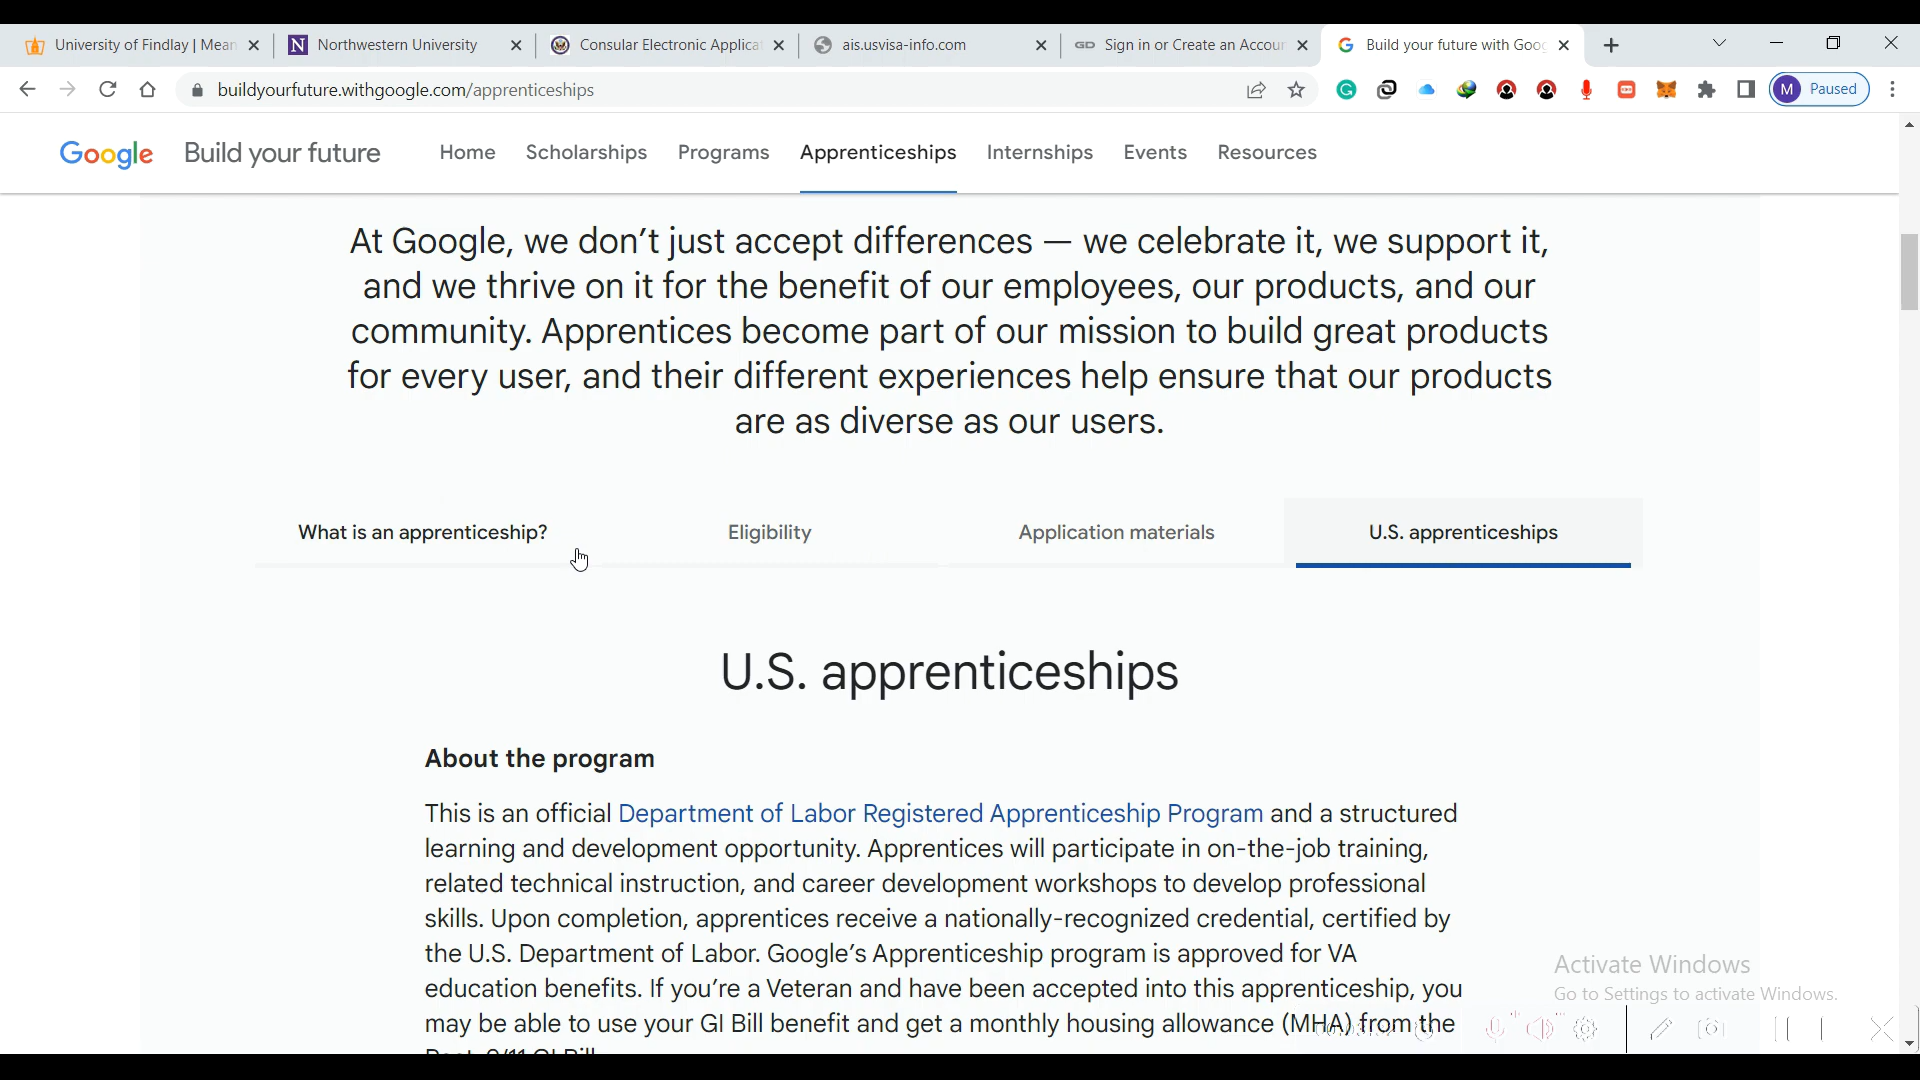 University of Findlay | Mean
Northwestern University
Consular Electronic Applicat
ais.usvisa-info.com
GD Sign in or Create an Accour
Build your future with Goog
buildyourfuture.withgoogle.com/apprenticeships
M Paused
Google Build your future
Home
Scholarships
Programs
Apprenticeships
Internships
Events
Resources
At Google, we don’t just accept differences — we celebrate it, we support it,
and we thrive on it for the benefit of our employees, our products, and our
community. Apprentices become part of our mission to build great products
for every user, and their different experiences help ensure that our products
are as diverse as our users.
What is an apprenticeship?
Eligibility
Application materials
U.S. apprenticeships
U.S. apprenticeships
About the program
This is an official Department of Labor Registered Apprenticeship Program and a structured
learning and development opportunity. Apprentices will participate in on-the-job training,
related technical instruction, and career development workshops to develop professional
skills. Upon completion, apprentices receive a nationally-recognized credential, certified by
the U.S. Department of Labor. Google’s Apprenticeship program is approved for VA
education benefits. If you’re a Veteran and have been accepted into this apprenticeship, you
may be able to use your GI Bill benefit and get a monthly housing allowance (MHA) from the
Activate Windows
Go to Settings to activate Windows.